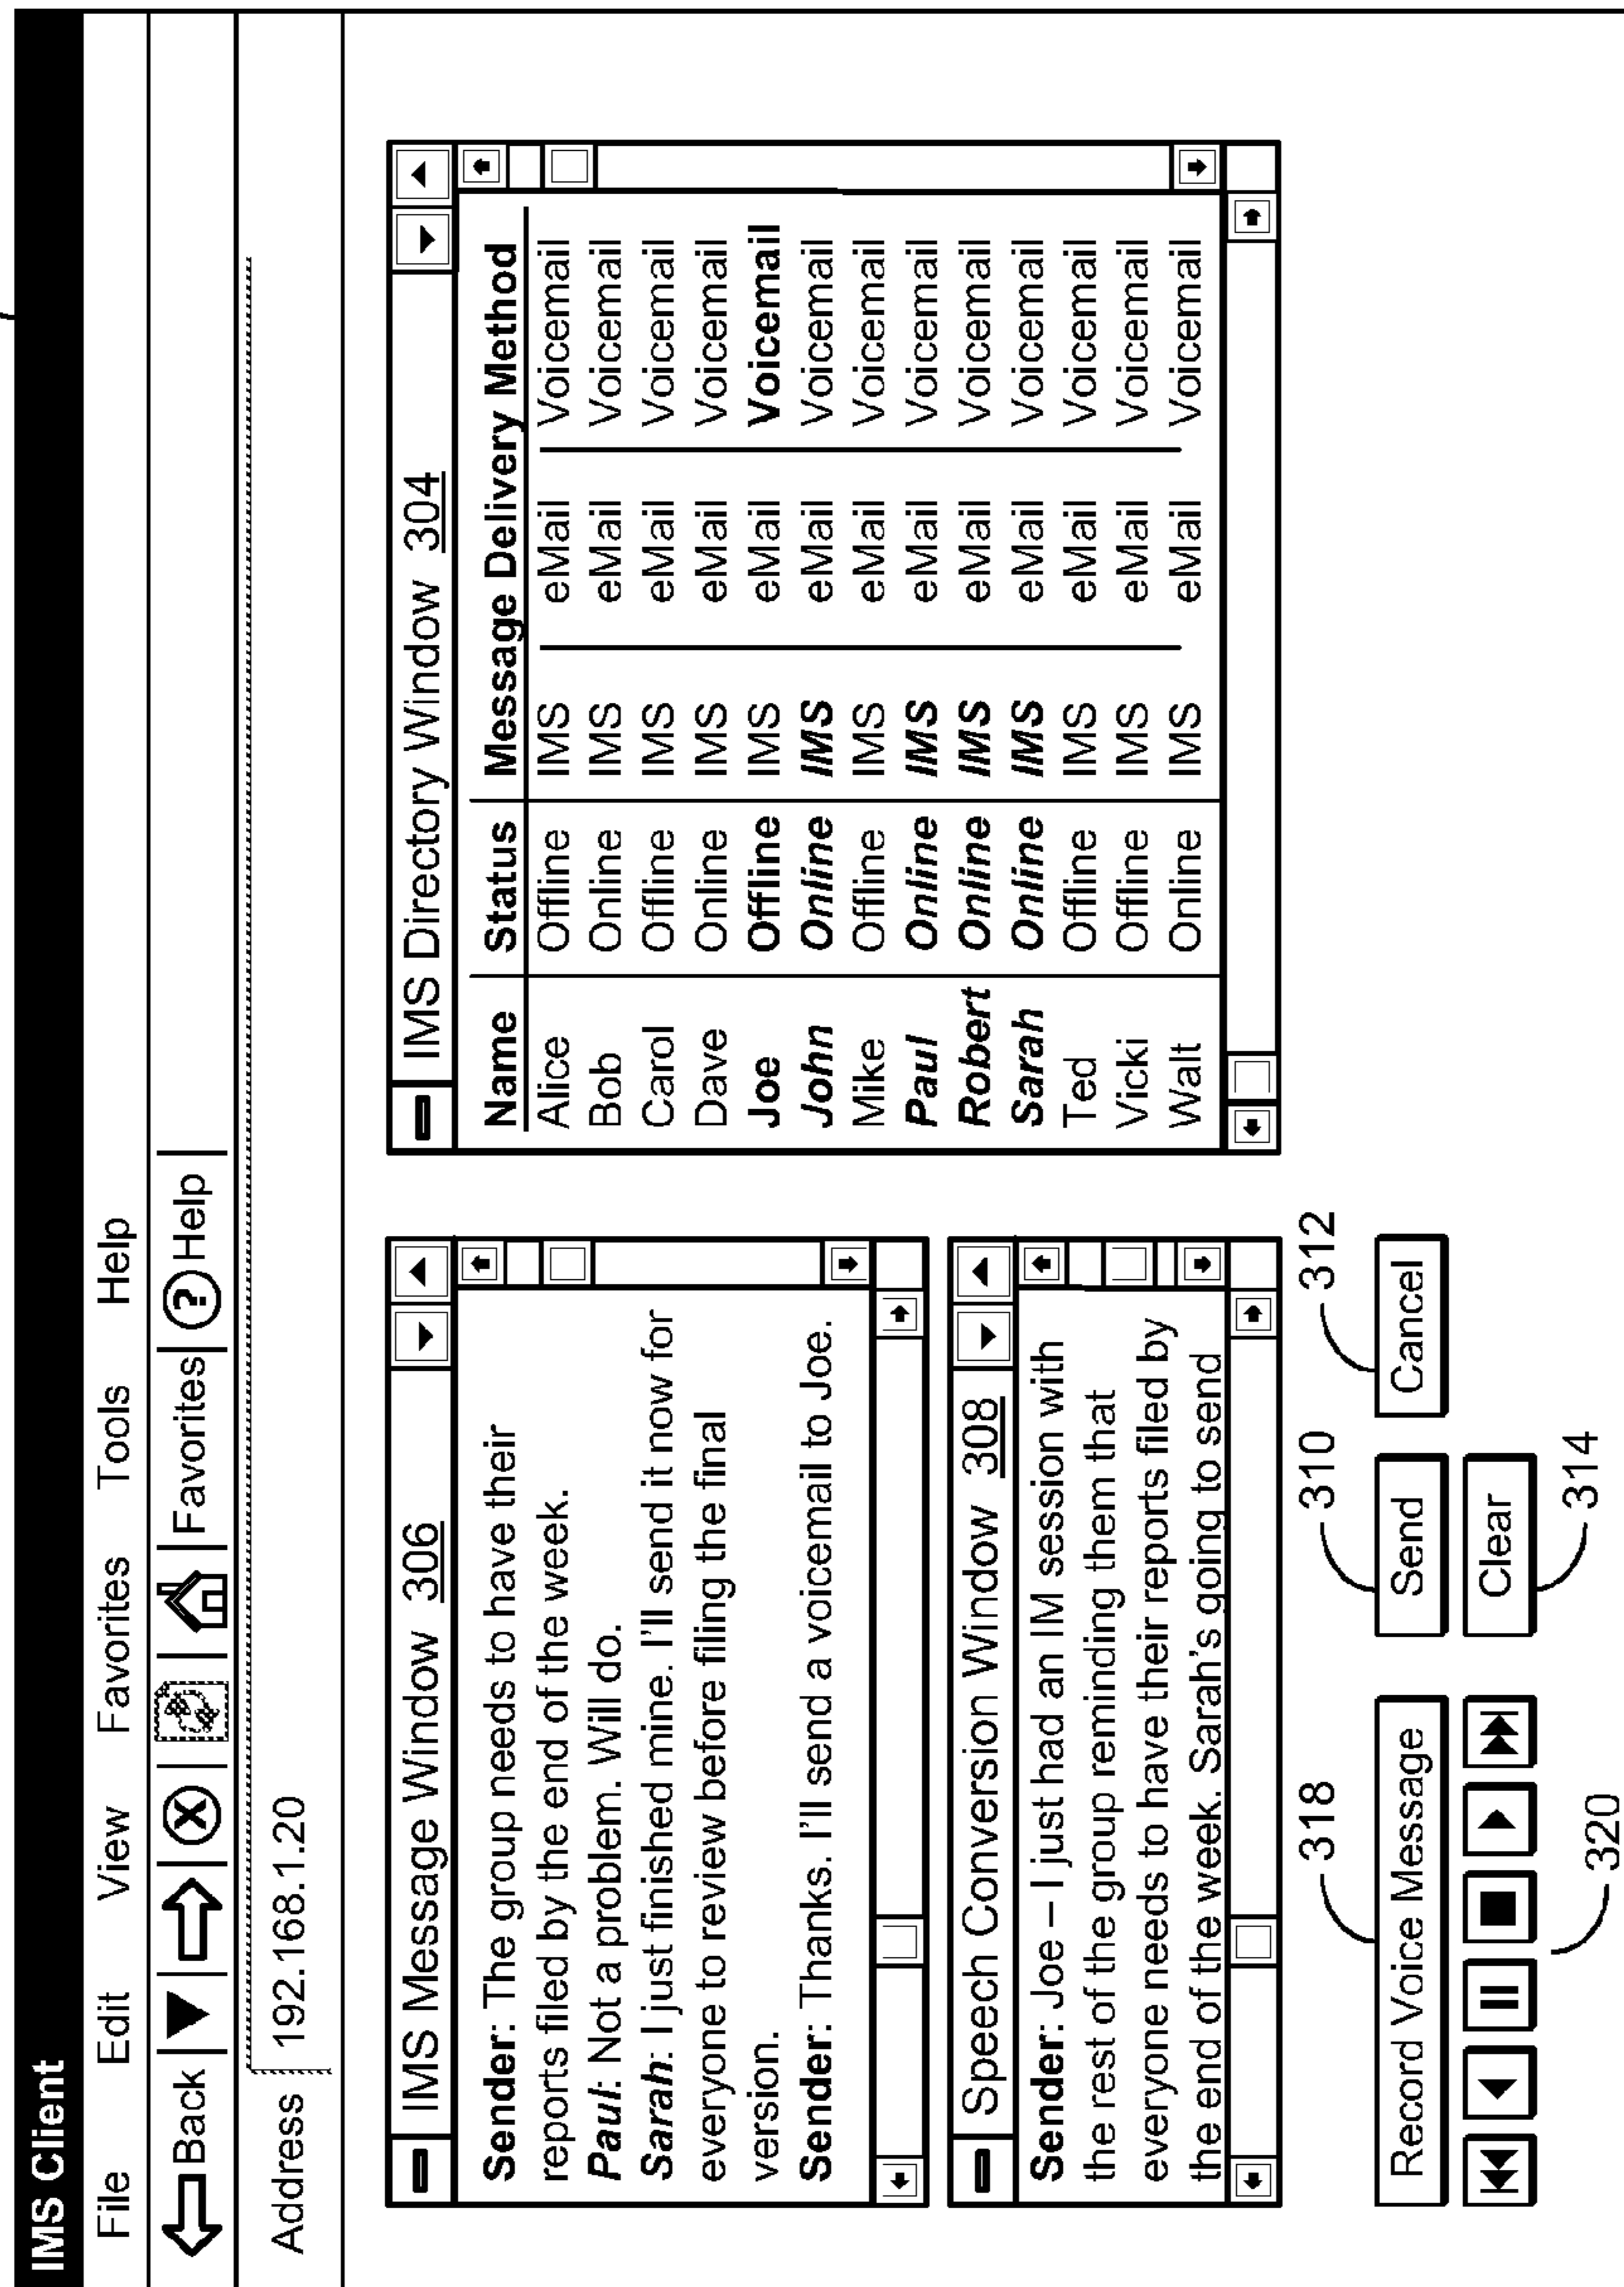 IMS Client
File Edit View Favorites Tools Help
Back Favorites ? Help
Address 192.168.1.20
IMS Message Window 306
Sender: The group needs to have their
reports filed by the end of the week.
Paul: Not a problem. Will do.
Sarah: I just finished mine. I'll send it now for
everyone to review before filing the final
version.
Sender: Thanks. I'll send a voicemail to Joe.
IMS Directory Window 304
Name Status Message Delivery Method
Alice Offline IMS eMail Voicemail
Bob Online IMS eMail Voicemail
Carol Offline IMS eMail Voicemail
Dave Online IMS eMail Voicemail
Joe Offline IMS eMail Voicemail
John Online IMS eMail Voicemail
Mike Offline IMS eMail Voicemail
Paul Online IMS eMail Voicemail
Robert Online IMS eMail Voicemail
Sarah Online IMS eMail Voicemail
Ted Offline IMS eMail Voicemail
Vicki Offline IMS eMail Voicemail
Walt Online IMS eMail Voicemail
Speech Conversion Window 308
Sender: Joe – I just had an IM session with
the rest of the group reminding them that
everyone needs to have their reports filed by
the end of the week. Sarah's going to send
318 310 312
Record Voice Message Send Cancel
Clear
320 314